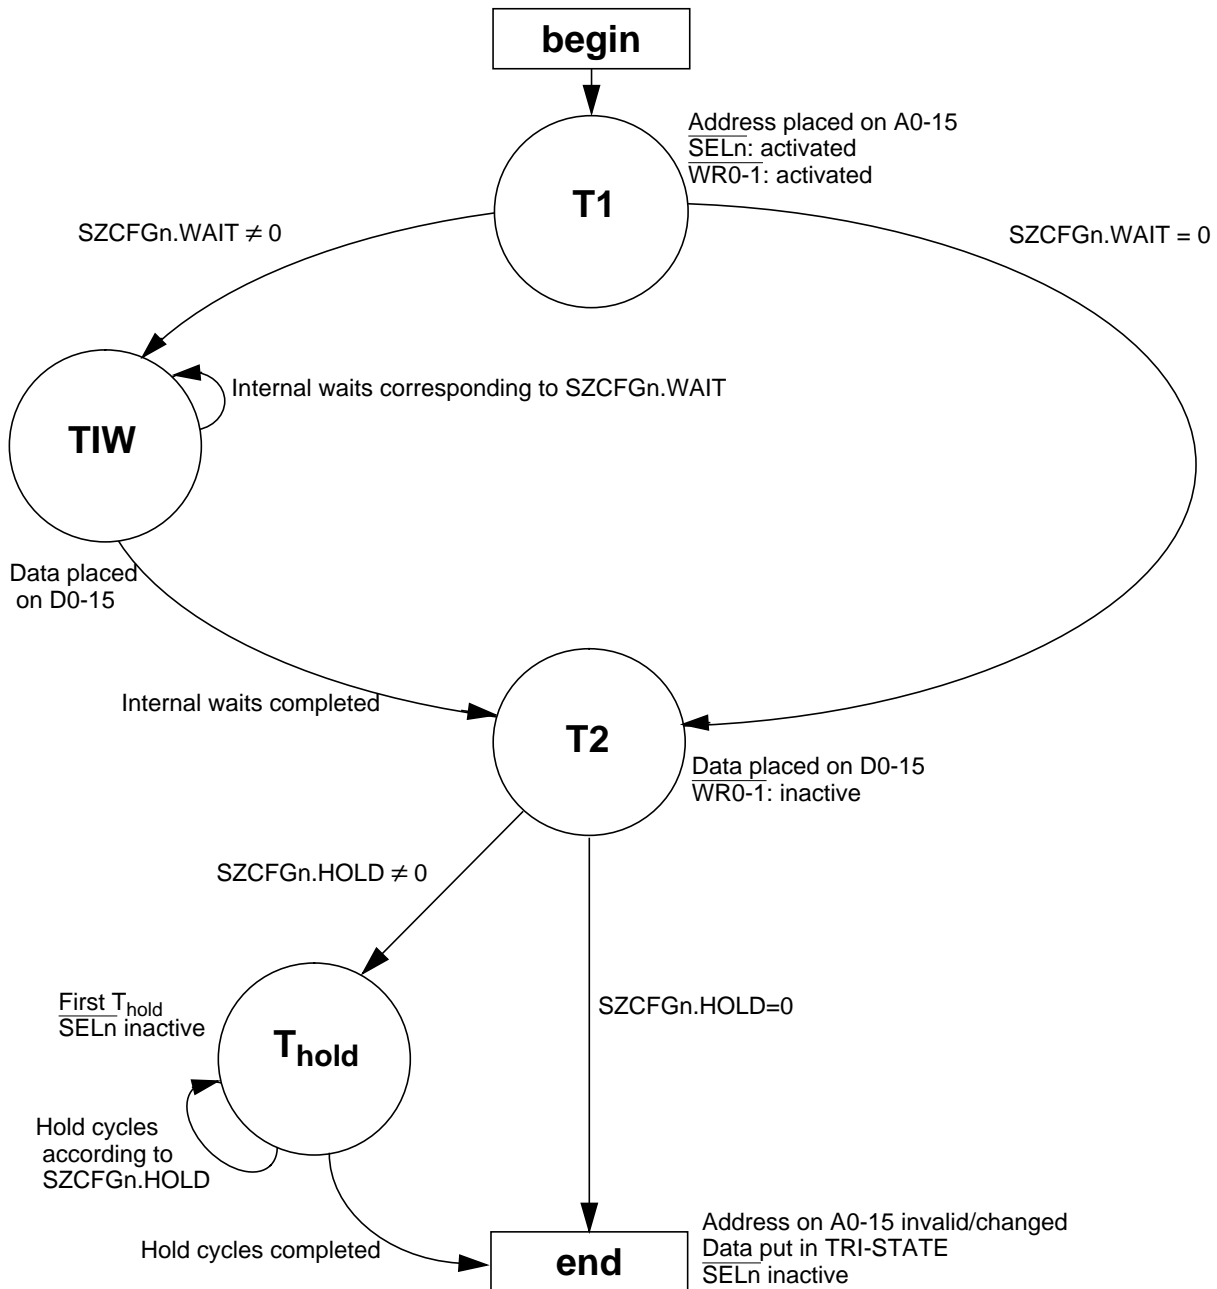 begin
Address placed on A0-15
SELn: activated
WR0-1: activated
T1
SZCFGn.WAIT ≠ 0
SZCFGn.WAIT = 0
Internal waits corresponding to SZCFGn.WAIT
TIW
Data placed
on D0-15
Internal waits completed
T2
Data placed on D0-15
WR0-1: inactive
SZCFGn.HOLD ≠ 0
First Thold
SELn inactive
SZCFGn.HOLD=0
Thold
Hold cycles
according to
SZCFGn.HOLD
Hold cycles completed
end
Address on A0-15 invalid/changed
Data put in TRI-STATE
SELn inactive